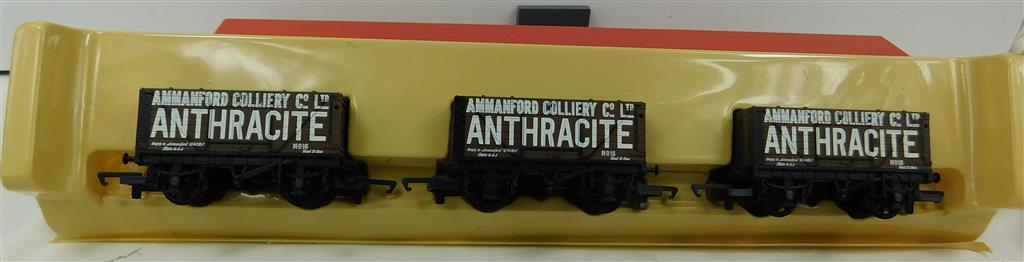 AMMANFORD COLLIERY Cº LTD
ANTHRACITE
Nº16
AMMANFORD COLLIERY Cº LTD
ANTHRACITE
Nº16
AMMANFORD COLLIERY Cº LTD
ANTHRACITE
Nº16